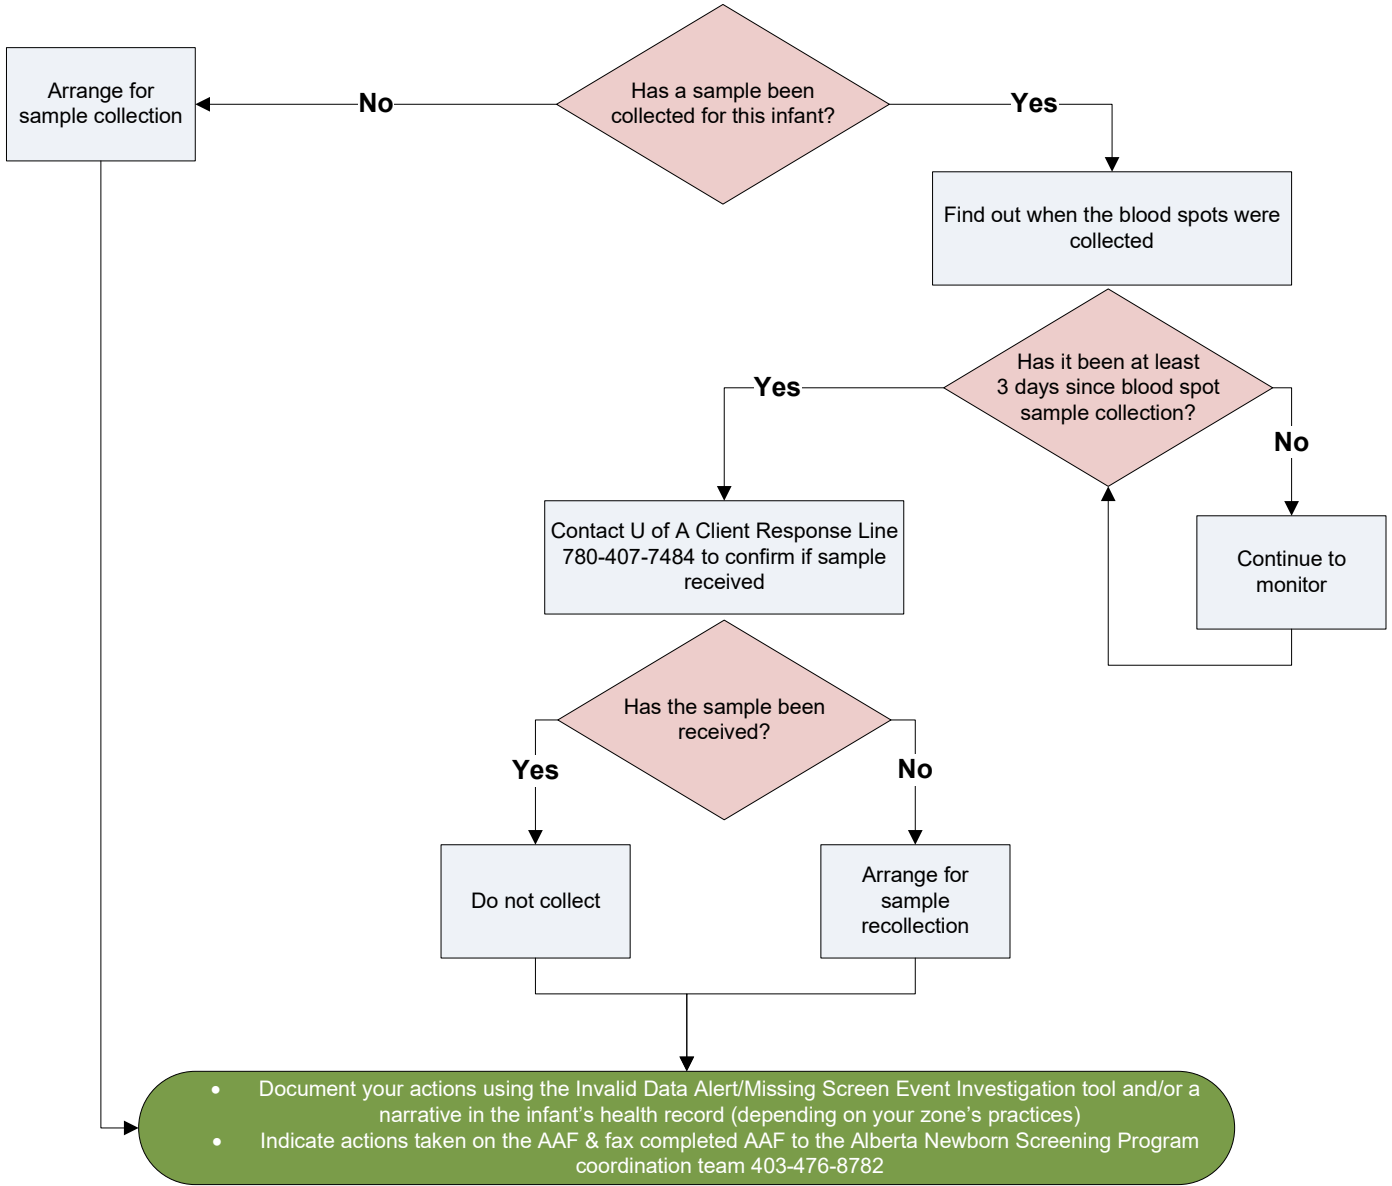 Has a sample been
collected for this infant?
No
Yes
Arrange for
sample collection
Find out when the blood spots were
collected
Has it been at least
3 days since blood spot
sample collection?
Yes
No
Contact U of A Client Response Line
780-407-7484 to confirm if sample
received
Continue to
monitor
Has the sample been
received?
Yes
No
Do not collect
Arrange for
sample
recollection
• Document your actions using the Invalid Data Alert/Missing Screen Event Investigation tool and/or a
narrative in the infant’s health record (depending on your zone’s practices)
• Indicate actions taken on the AAF & fax completed AAF to the Alberta Newborn Screening Program
coordination team 403-476-8782